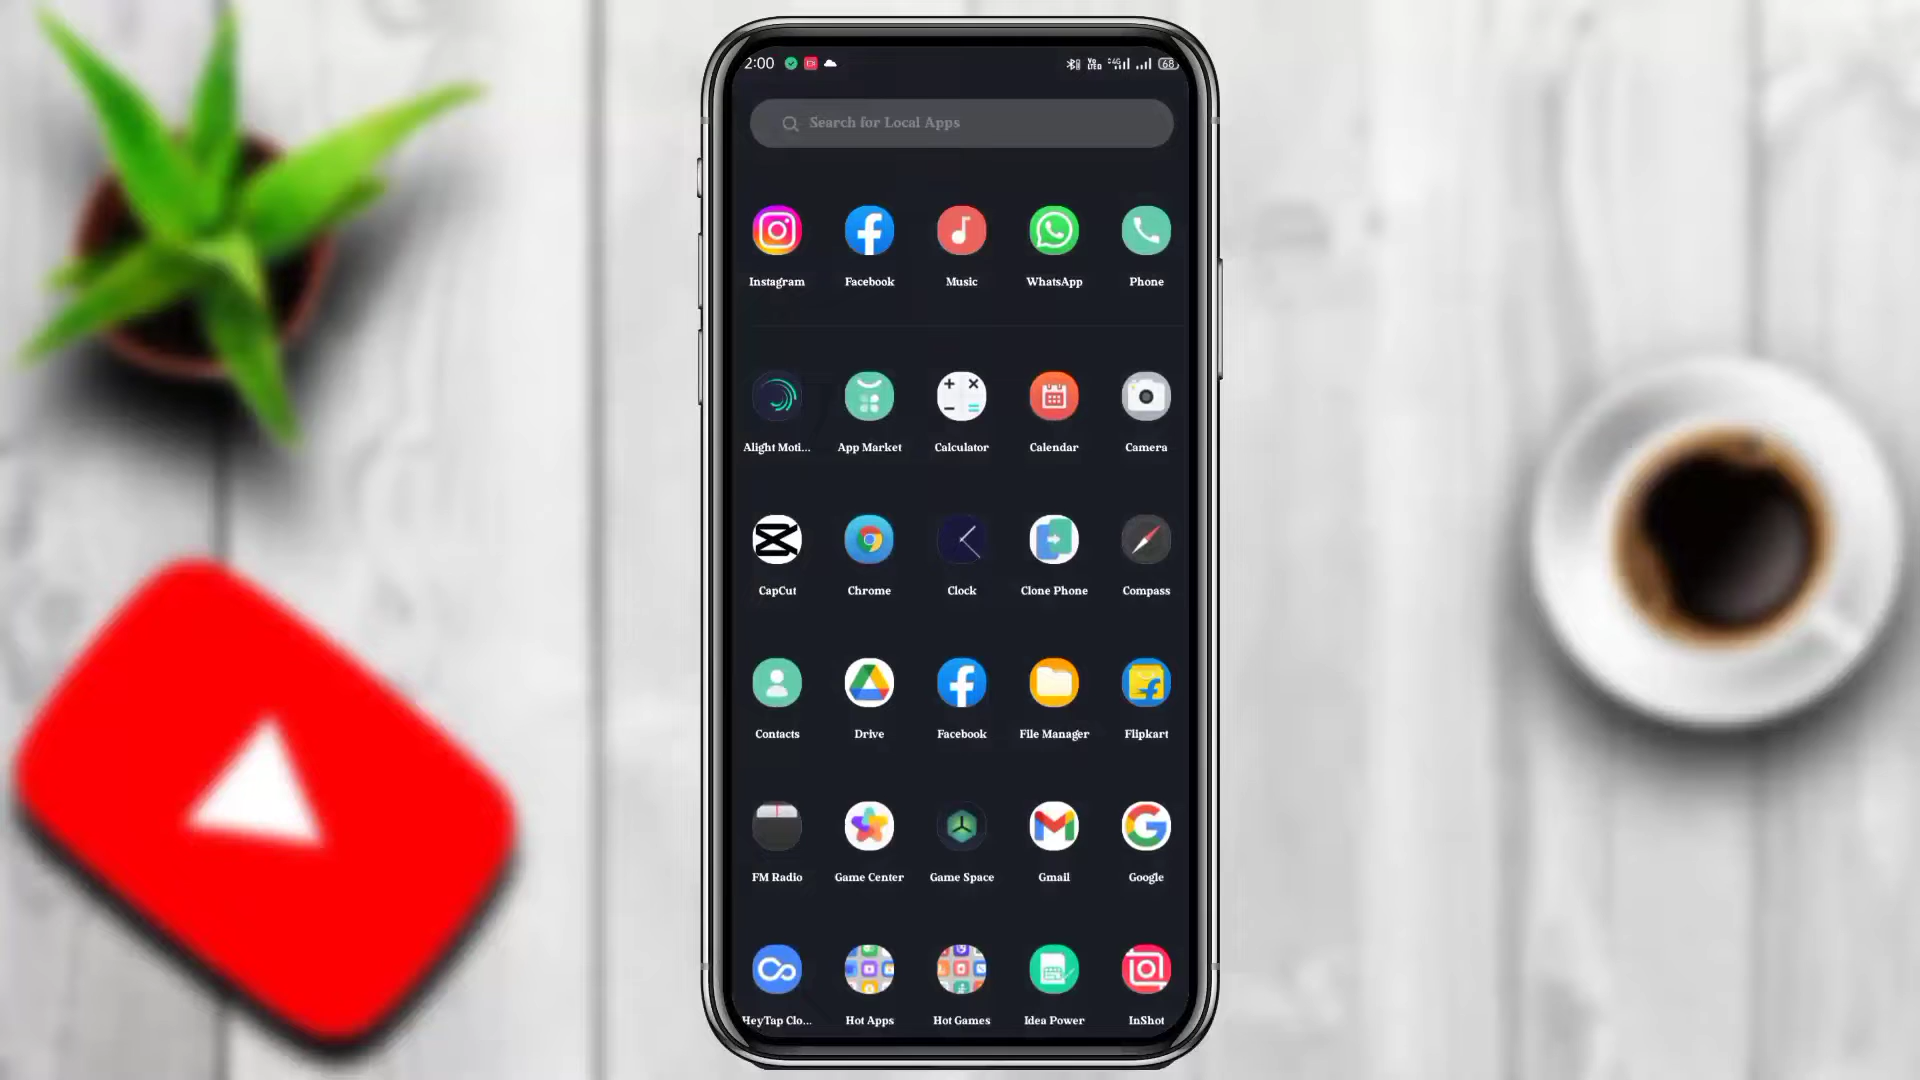 2:00 68
Search for Local Apps
Instagram Facebook Music WhatsApp Phone
Alight Moti... App Market Calculator Calendar Camera
CapCut Chrome Clock Clone Phone Compass
Contacts Drive Facebook File Manager Flipkart
FM Radio Game Center Game Space Gmail Google
HeyTap Clo... Hot Apps Hot Games Idea Power InShot